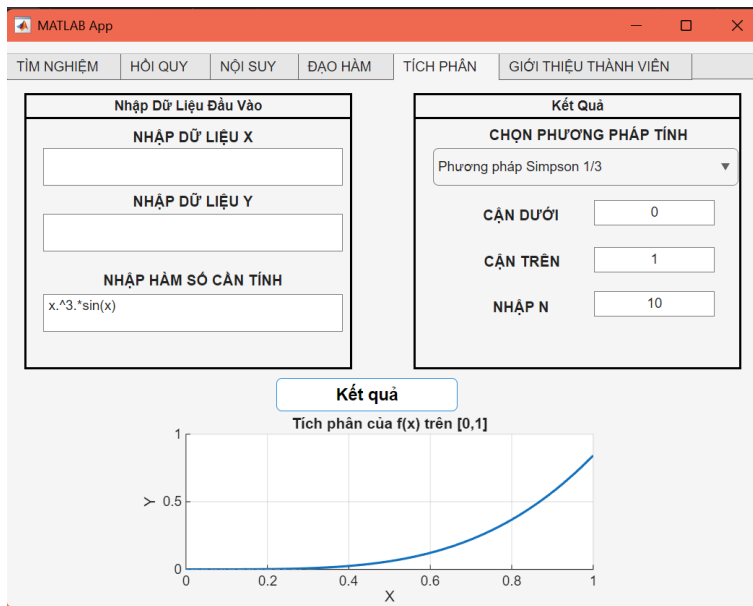 MATLAB App
TÌM NGHIỆM HỒI QUY NỘI SUY ĐẠO HÀM TÍCH PHÂN GIỚI THIỆU THÀNH VIÊN
Nhập Dữ Liệu Đầu Vào
NHẬP DỮ LIỆU X
NHẬP DỮ LIỆU Y
NHẬP HÀM SỐ CẦN TÍNH
x.^3.*sin(x)
Kết Quả
CHỌN PHƯƠNG PHÁP TÍNH
Phương pháp Simpson 1/3
CẬN DƯỚI 0
CẬN TRÊN 1
NHẬP N 10
Kết quả
Tích phân của f(x) trên [0,1]
1
0.5
0
Y
0 0.2 0.4 0.6 0.8 1
X